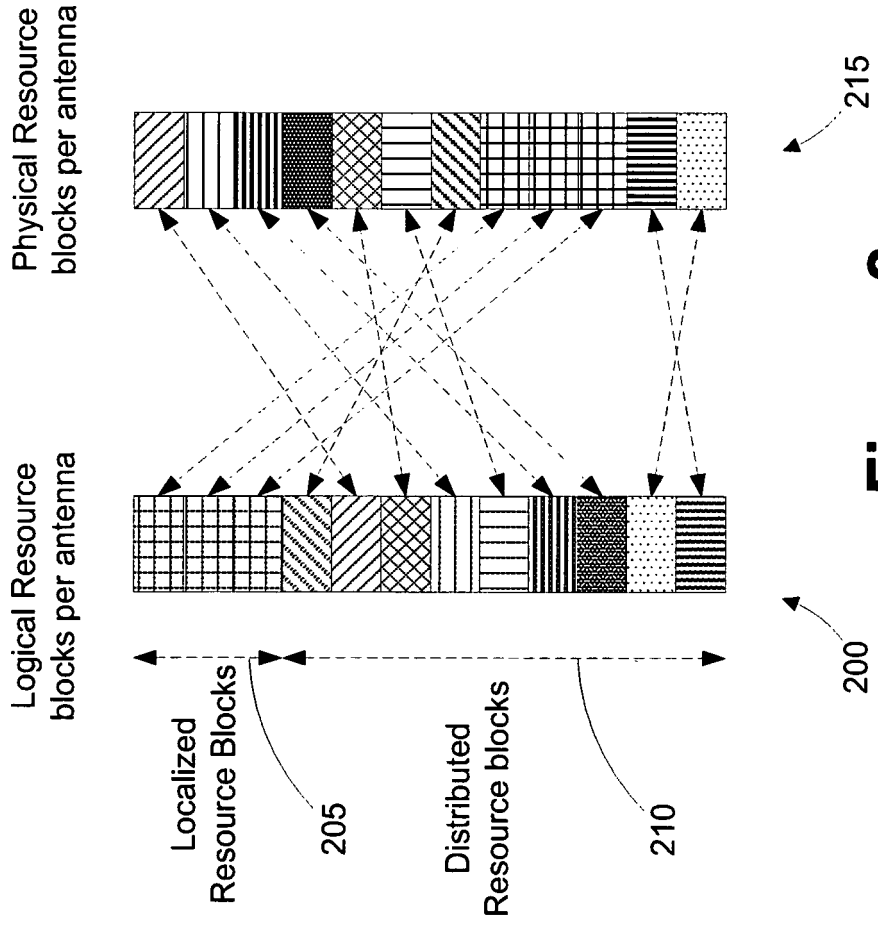 Logical Resource
blocks per antenna
Physical Resource
blocks per antenna
Localized
Resource Blocks
205
Distributed
Resource blocks
210
200
215